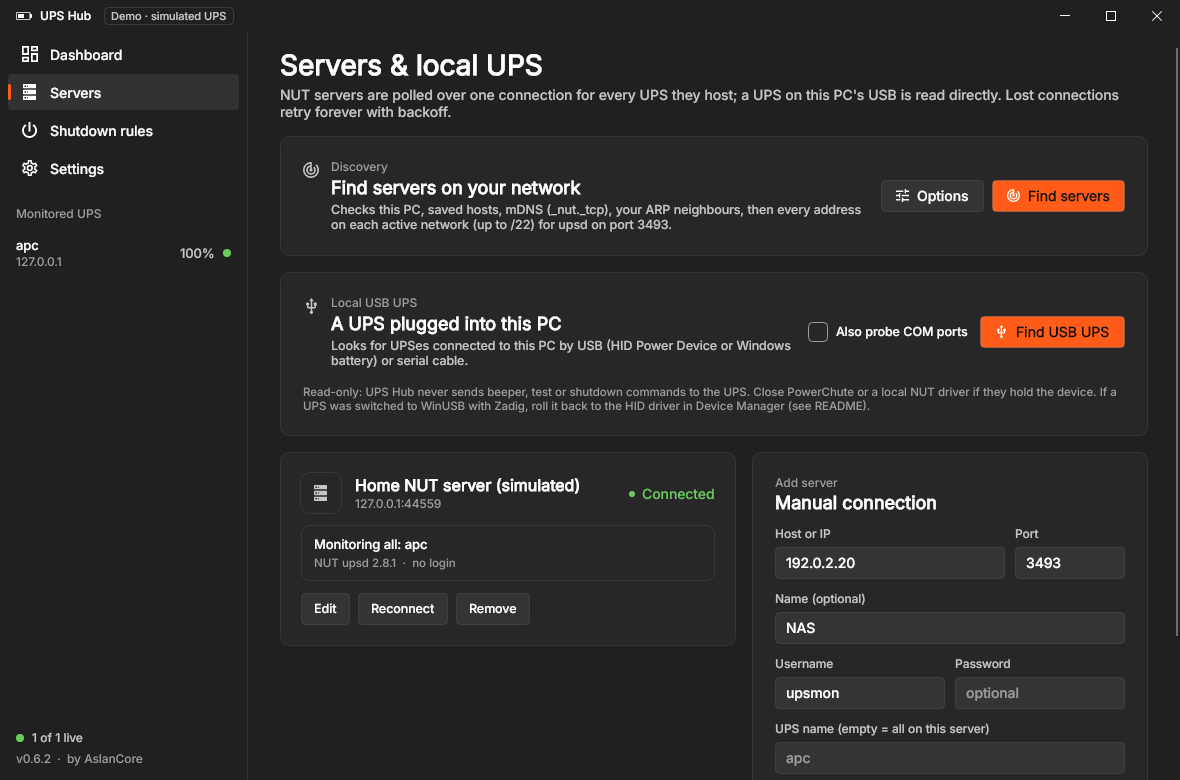 UPS Hub
Demo · simulated UPS
Dashboard
Servers
Shutdown rules
Settings
Monitored UPS
apc
127.0.0.1
100%
1 of 1 live
v0.6.2 · by AslanCore
Servers & local UPS
NUT servers are polled over one connection for every UPS they host; a UPS on this PC's USB is read directly. Lost connections
retry forever with backoff.
Discovery
Find servers on your network
Checks this PC, saved hosts, mDNS (_nut._tcp), your ARP neighbours, then every address
on each active network (up to /22) for upsd on port 3493.
Options
Find servers
Local USB UPS
A UPS plugged into this PC
Looks for UPSes connected to this PC by USB (HID Power Device or Windows
battery) or serial cable.
Also probe COM ports
Find USB UPS
Read-only: UPS Hub never sends beeper, test or shutdown commands to the UPS. Close PowerChute or a local NUT driver if they hold the device. If a
UPS was switched to WinUSB with Zadig, roll it back to the HID driver in Device Manager (see README).
Home NUT server (simulated)
127.0.0.1:44559
Connected
Monitoring all: apc
NUT upsd 2.8.1 · no login
Edit
Reconnect
Remove
Add server
Manual connection
Host or IP
Port
192.0.2.20
3493
Name (optional)
NAS
Username
Password
upsmon
optional
UPS name (empty = all on this server)
apc